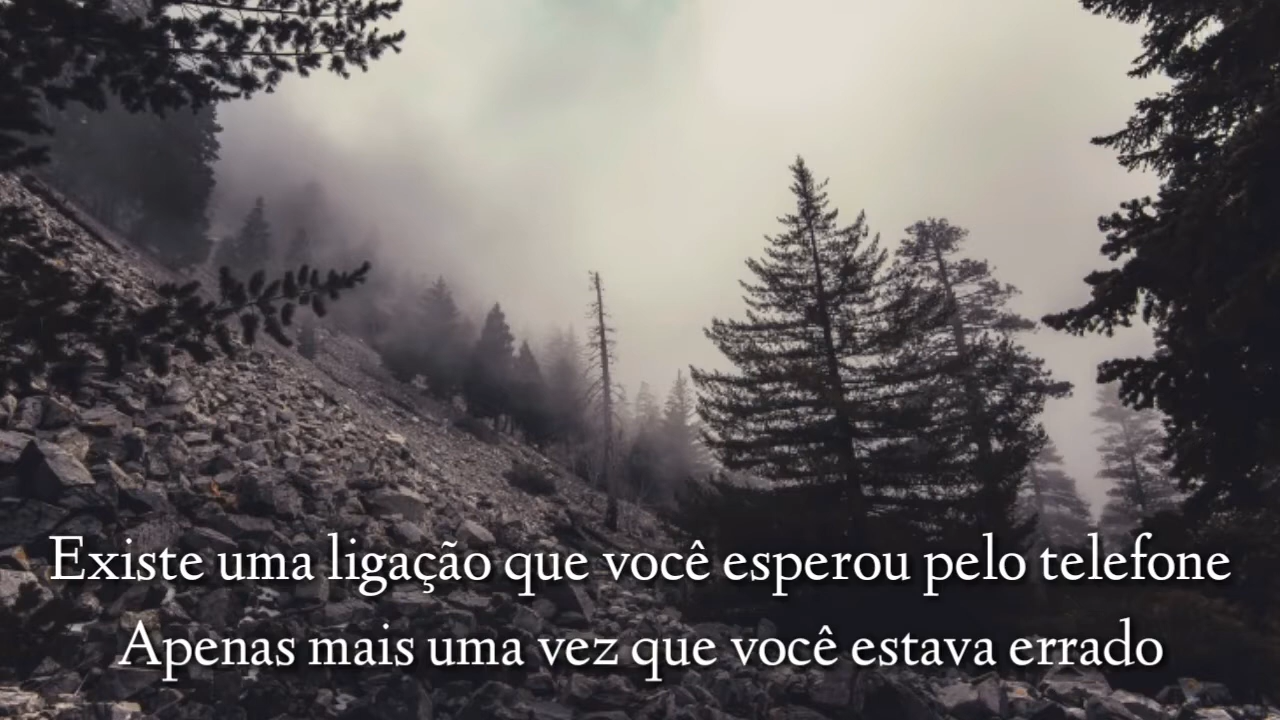 Existe uma ligação que você esperou pelo telefone
Apenas mais uma vez que você estava errado